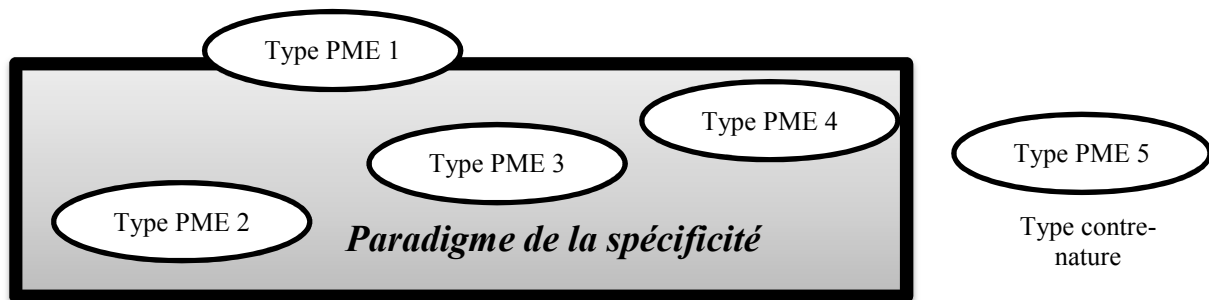 Type PME 1
Type PME 4
Type PME 3
Type PME 5
Type PME 2
Paradigme de la spécificité
Type contre-
nature